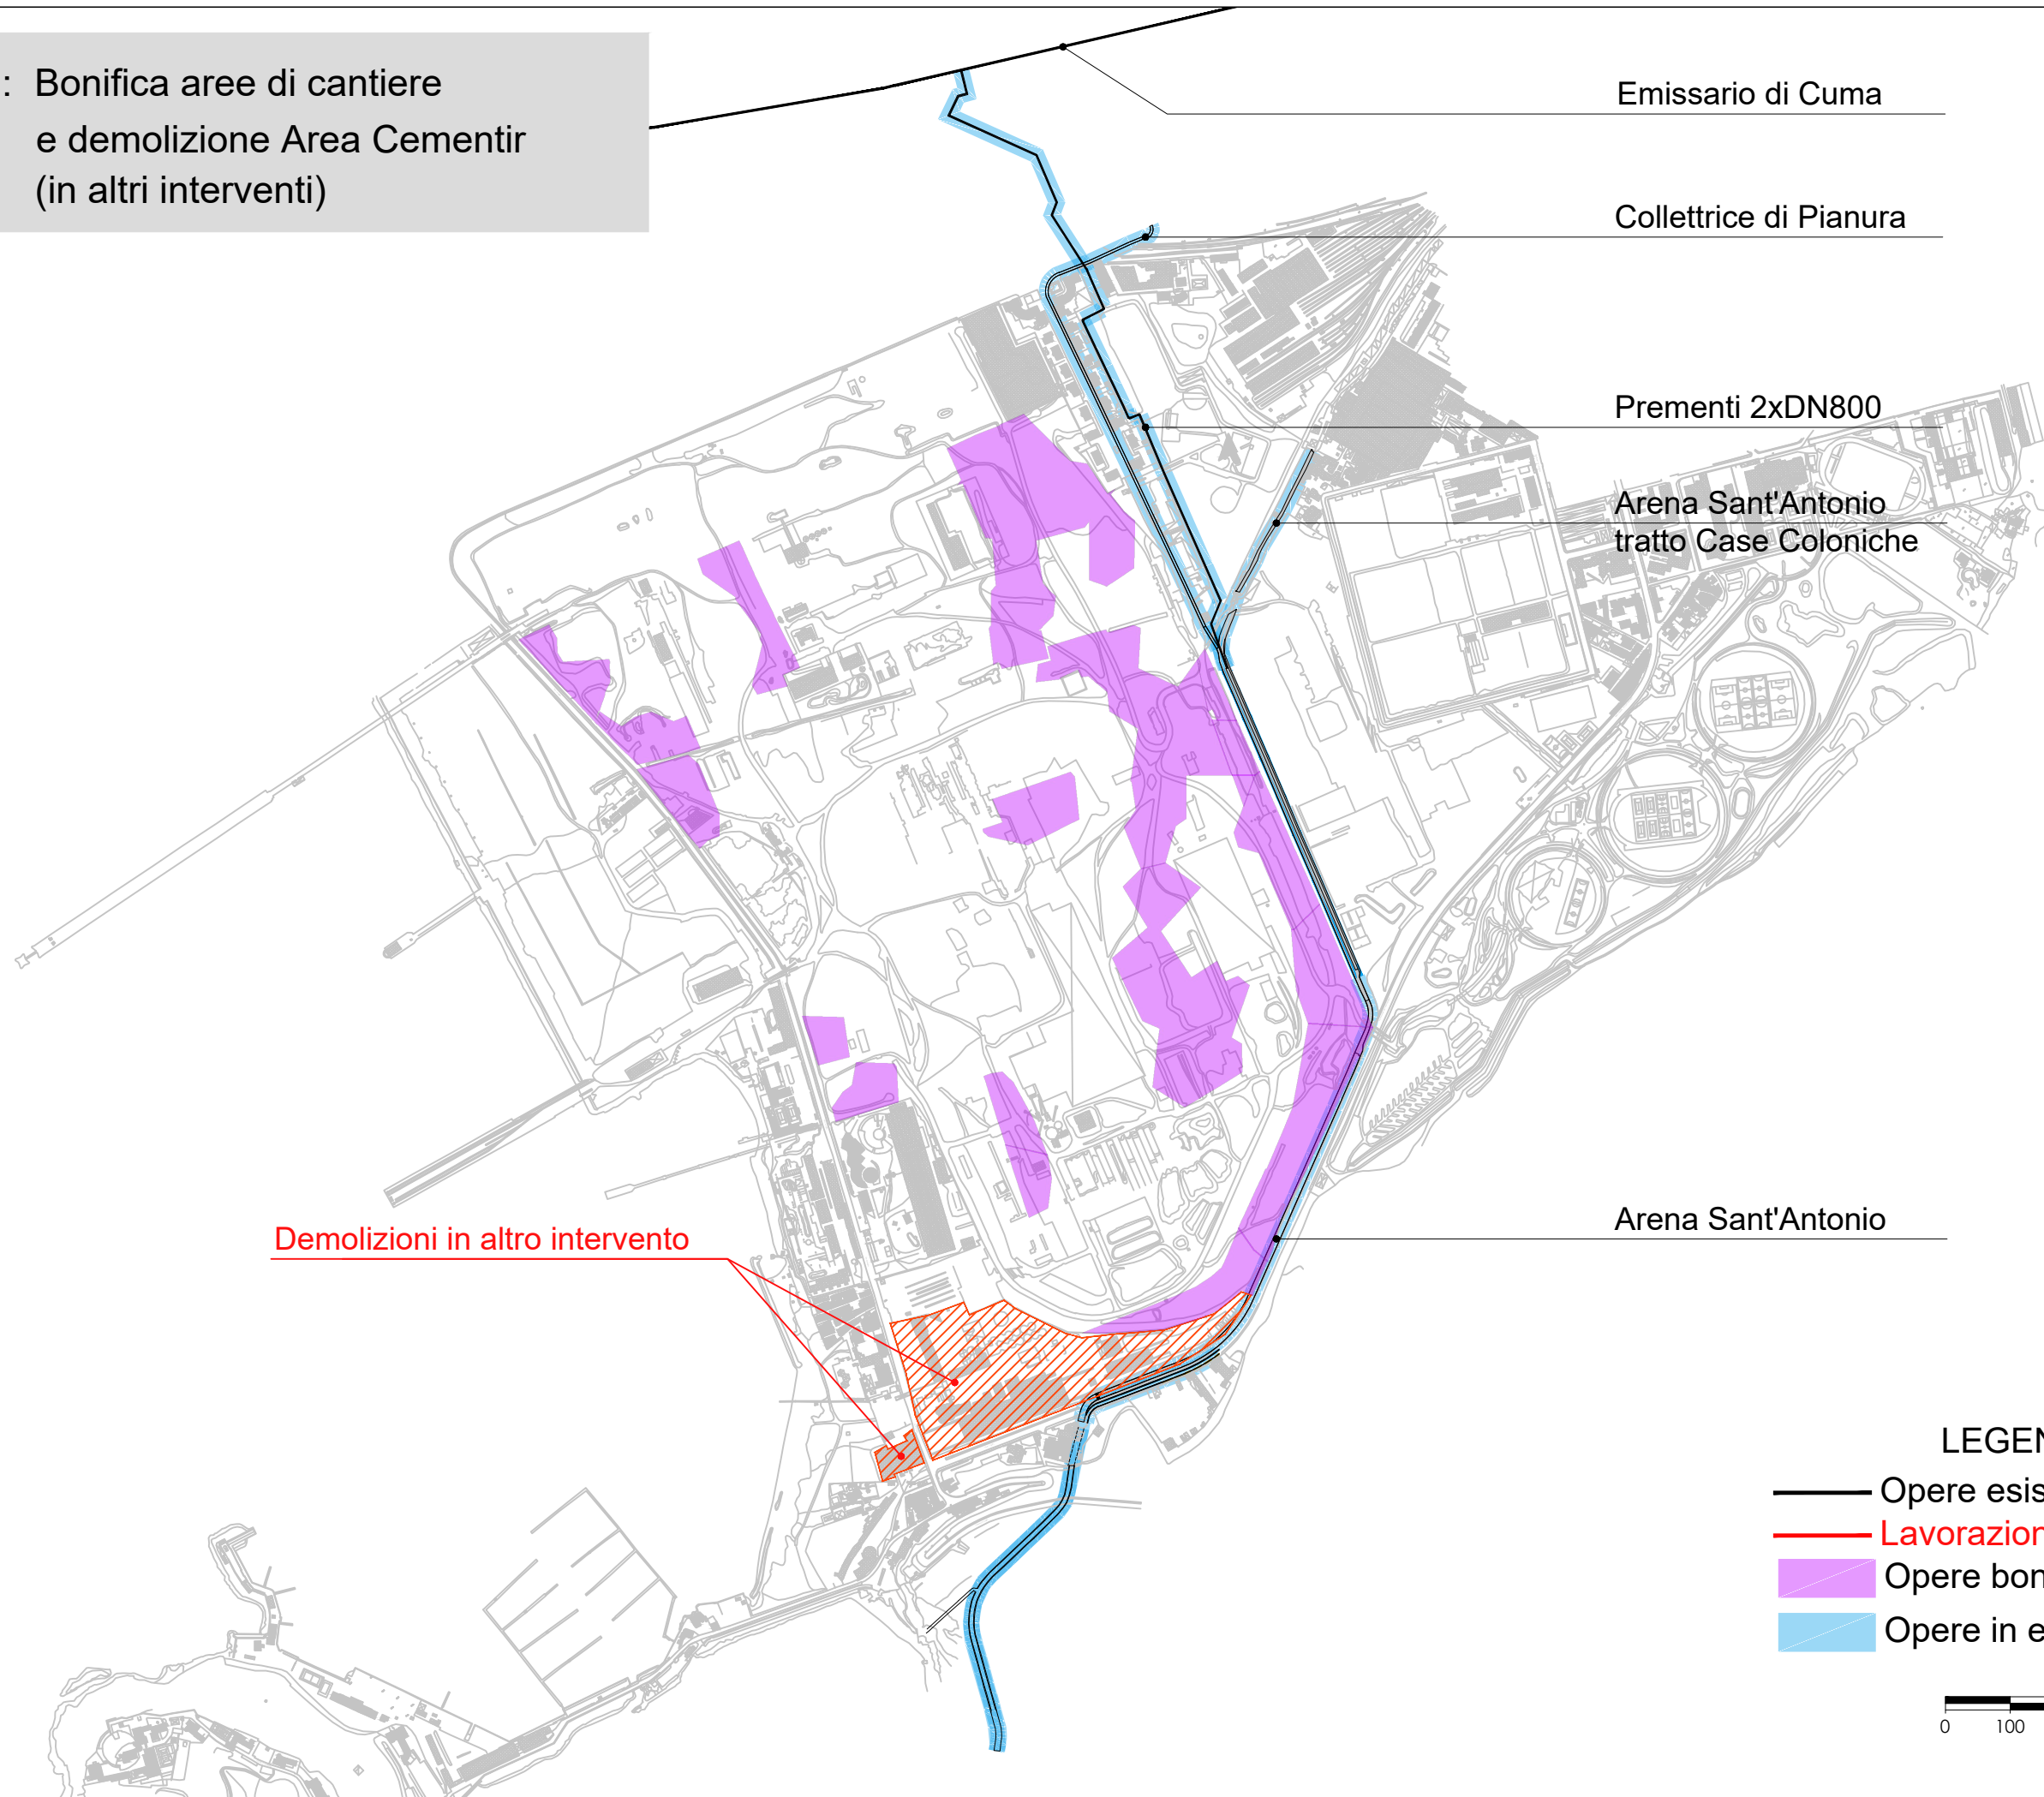 : Bonifica aree di cantiere
e demolizione Area Cementir
(in altri interventi)
Emissario di Cuma
Collettrice di Pianura
Prementi 2xDN800
Arena Sant'Antonio
tratto Case Coloniche
Arena Sant'Antonio
Demolizioni in altro intervento
LEGEN
Opere esis
Lavorazion
Opere bon
Opere in e
0 100